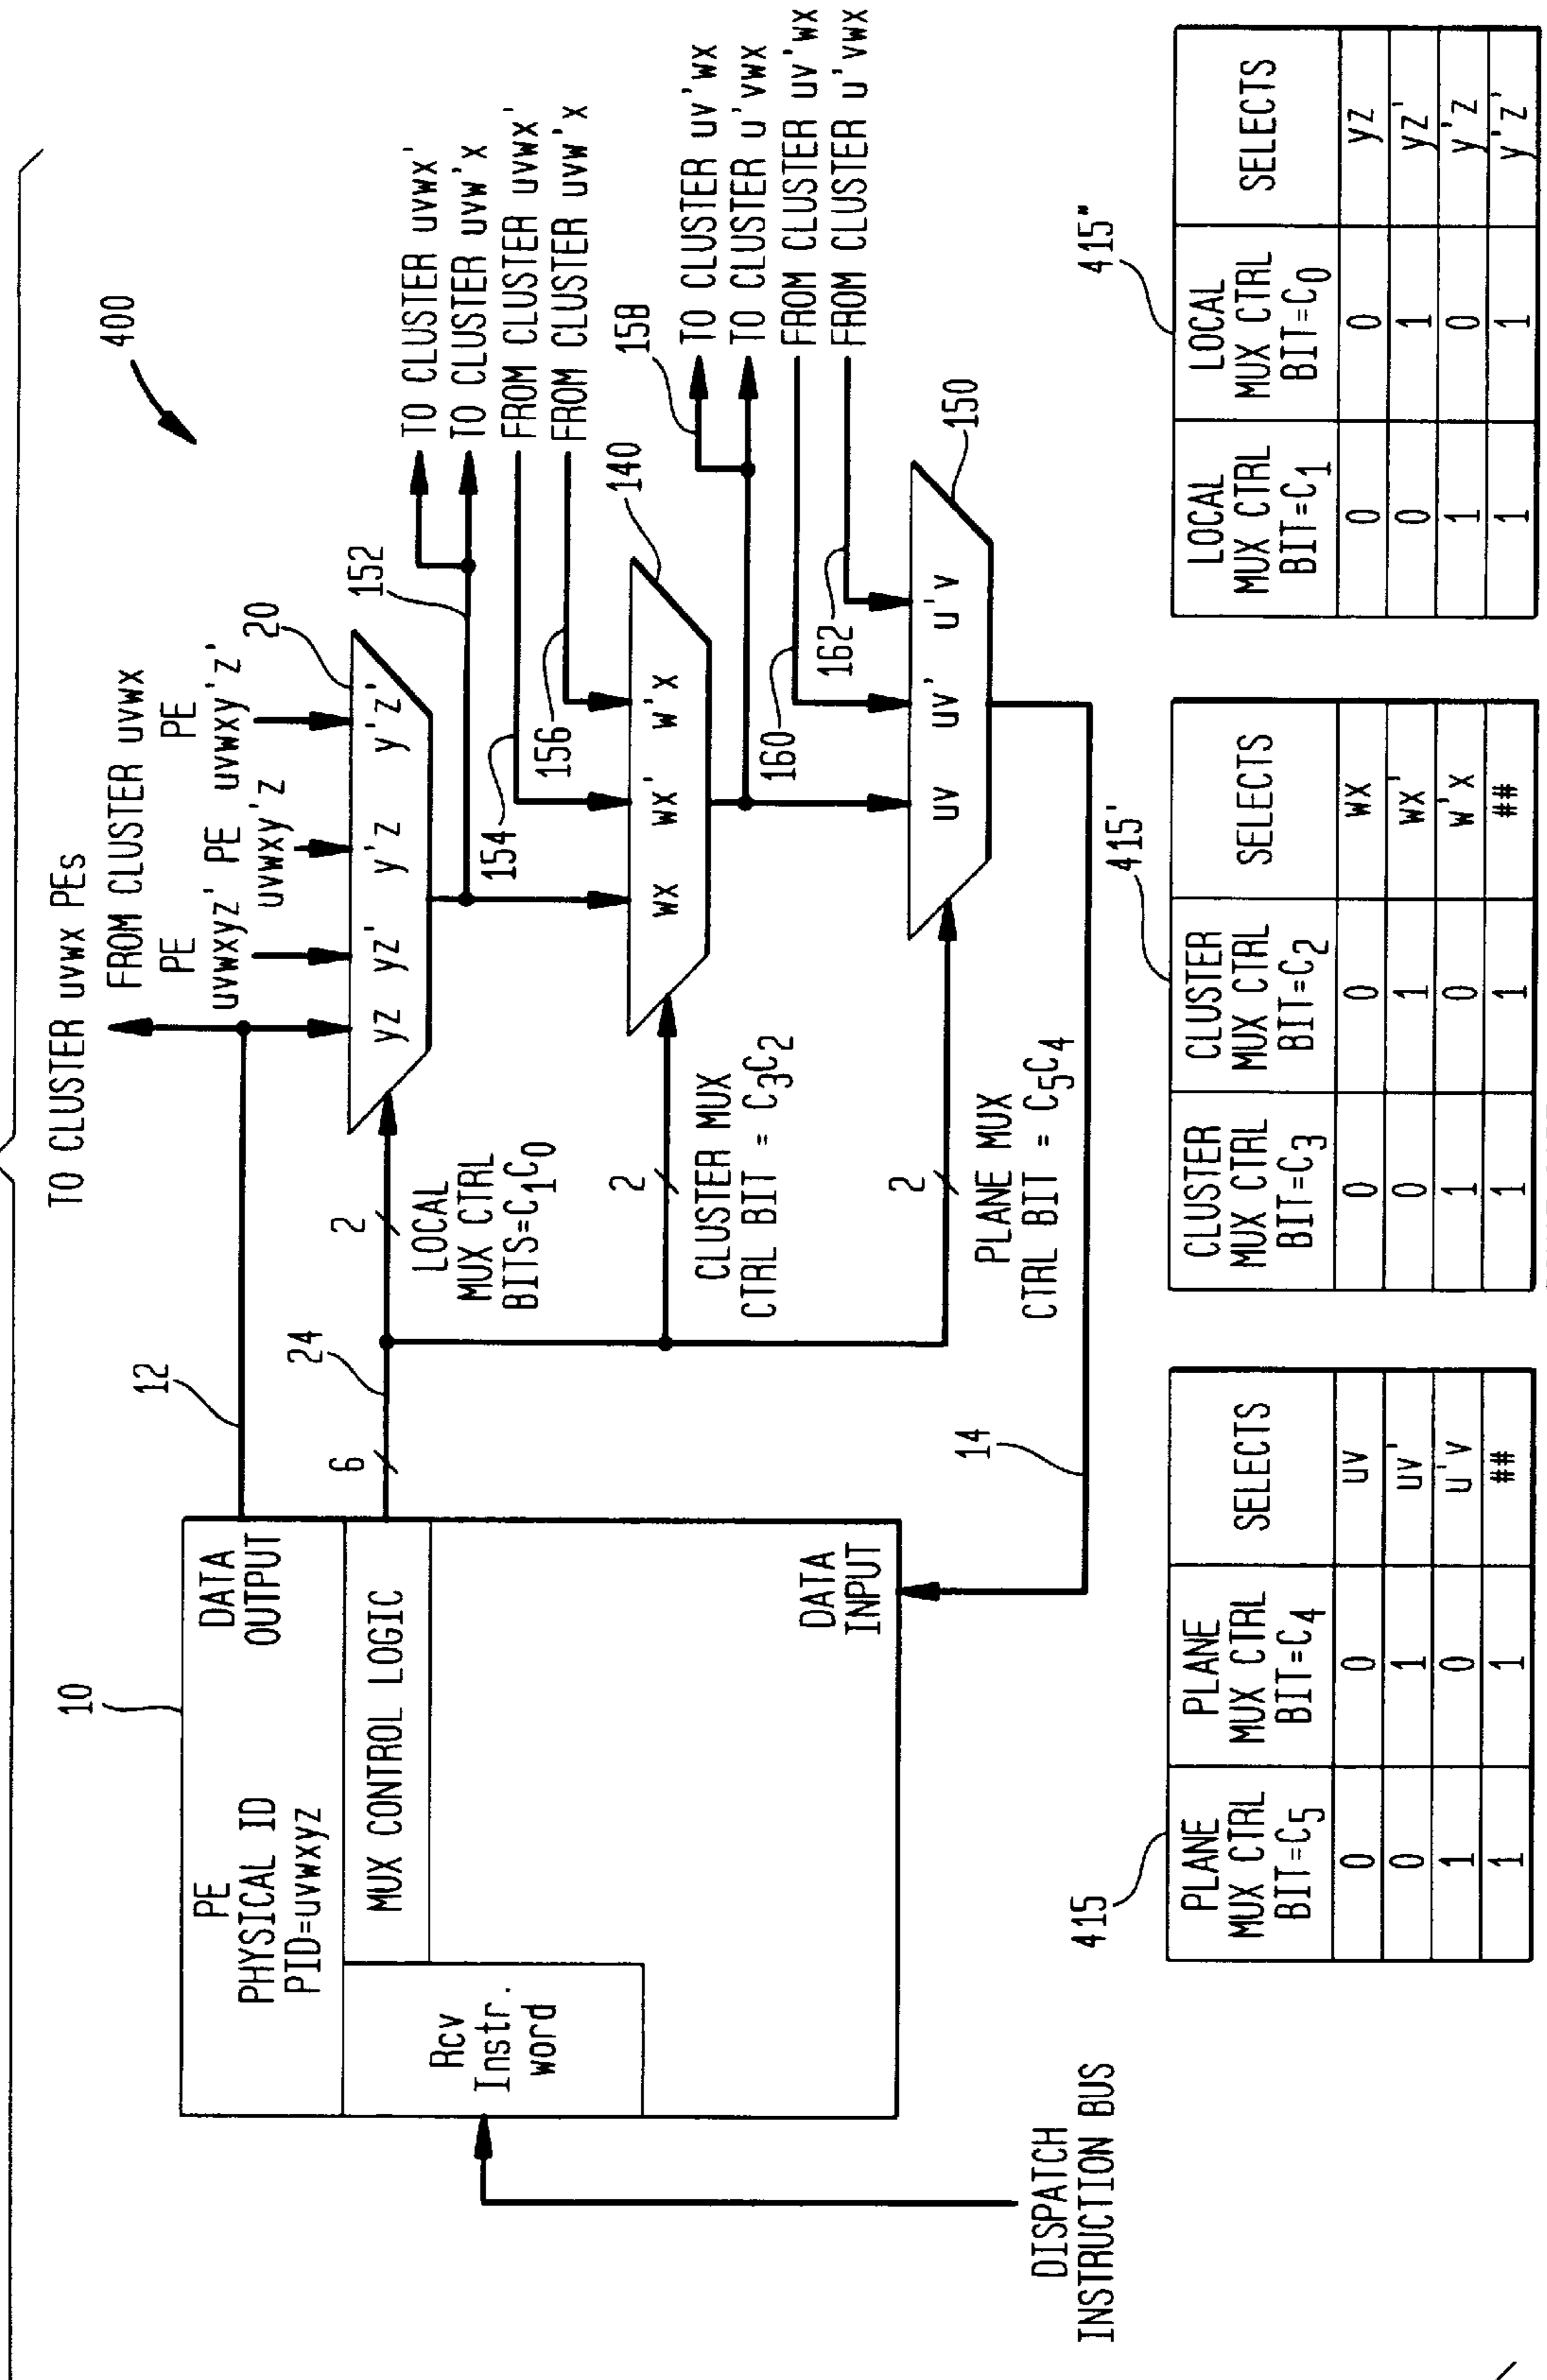 400
TO CLUSTER uvwx PEs
FROM CLUSTER uvwx
PE
PE
uvwxyz' PE uvwxy'z'
uvwxy'z
10
12
20
PE
PHYSICAL ID
PID=uvwxyz
DATA
OUTPUT
MUX CONTROL LOGIC
Rcv
Instr.
word
DATA
INPUT
6
24
2
LOCAL
MUX CTRL
BITS=C1C0
yz yz' y'z y'z'
152
TO CLUSTER uvwx'
TO CLUSTER uvw'x
FROM CLUSTER uvwx'
FROM CLUSTER uvw'x
154
156
140
2
CLUSTER MUX
CTRL BIT = C3C2
wx wx' w'x
158
TO CLUSTER uv'wx
TO CLUSTER u'vwx
FROM CLUSTER uv'wx
FROM CLUSTER u'vwx
160
162
150
2
PLANE MUX
CTRL BIT = C5C4
uv uv' u'v
14
DISPATCH
INSTRUCTION BUS
415
PLANE
MUX CTRL
BIT=C5
PLANE
MUX CTRL
BIT=C4
SELECTS
0 0 uv
0 1 uv'
1 0 u'v
1 1 ##
415'
CLUSTER
MUX CTRL
BIT=C3
CLUSTER
MUX CTRL
BIT=C2
SELECTS
0 0 wx
0 1 wx'
1 0 w'x
1 1 ##
415"
LOCAL
MUX CTRL
BIT=C1
LOCAL
MUX CTRL
BIT=C0
SELECTS
0 0 yz
0 1 yz'
1 0 y'z
1 1 y'z'